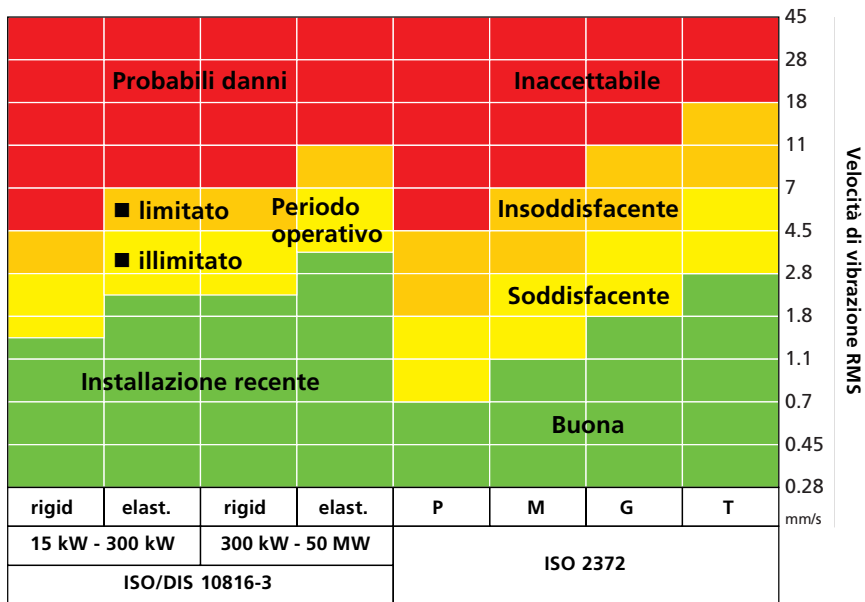 45
28
Probabili danni
Inaccettabile
18
11
7
■ limitato
Periodo
operativo
Insoddisfacente
4.5
■ illimitato
2.8
Soddisfacente
1.8
1.1
Installazione recente
0.7
Buona
0.45
0.28
mm/s
Velocità di vibrazione RMS
rigid elast. rigid elast. P M G T
15 kW - 300 kW 300 kW - 50 MW
ISO 2372
ISO/DIS 10816-3